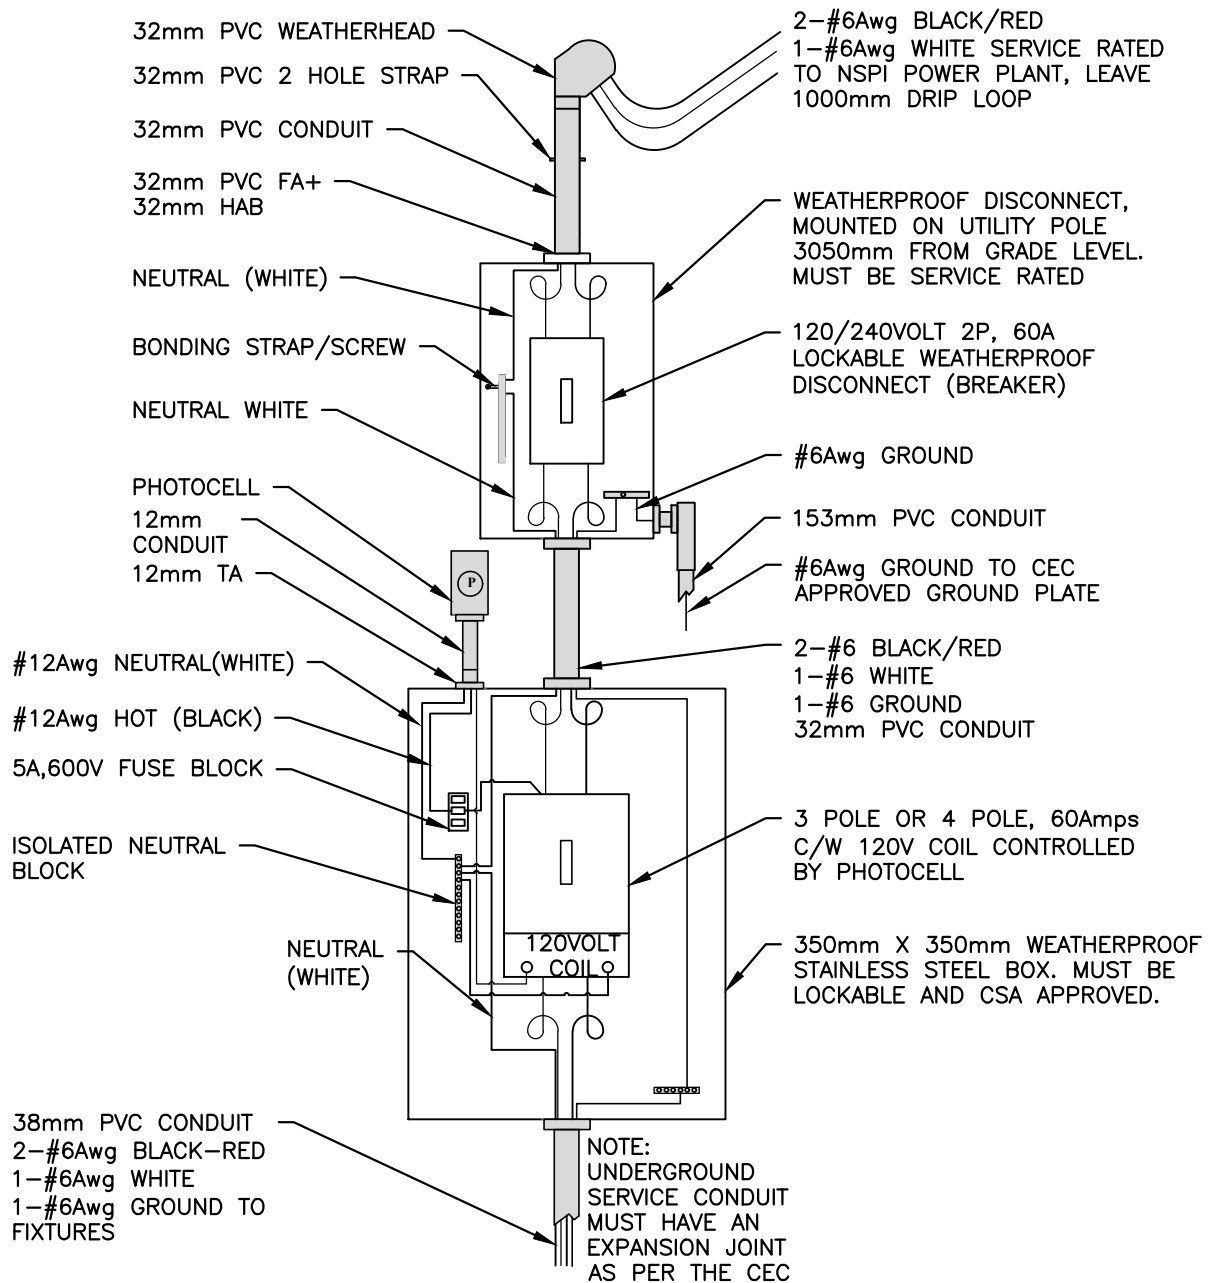 32mm PVC WEATHERHEAD
32mm PVC 2 HOLE STRAP
32mm PVC CONDUIT
32mm PVC FA+
32mm HAB
NEUTRAL (WHITE)
BONDING STRAP/SCREW
NEUTRAL WHITE
PHOTOCELL
12mm
CONDUIT
12mm TA
#12Awg NEUTRAL(WHITE)
#12Awg HOT (BLACK)
5A,600V FUSE BLOCK
ISOLATED NEUTRAL
BLOCK
NEUTRAL
(WHITE)
38mm PVC CONDUIT
2-#6Awg BLACK-RED
1-#6Awg WHITE
1-#6Awg GROUND TO
FIXTURES
P
120VOLT
COIL
NOTE:
UNDERGROUND
SERVICE CONDUIT
MUST HAVE AN
EXPANSION JOINT
AS PER THE CEC
2-#6Awg BLACK/RED
1-#6Awg WHITE SERVICE RATED
TO NSPI POWER PLANT, LEAVE
1000mm DRIP LOOP
WEATHERPROOF DISCONNECT,
MOUNTED ON UTILITY POLE
3050mm FROM GRADE LEVEL.
MUST BE SERVICE RATED
120/240VOLT 2P, 60A
LOCKABLE WEATHERPROOF
DISCONNECT (BREAKER)
#6Awg GROUND
153mm PVC CONDUIT
#6Awg GROUND TO CEC
APPROVED GROUND PLATE
2-#6 BLACK/RED
1-#6 WHITE
1-#6 GROUND
32mm PVC CONDUIT
3 POLE OR 4 POLE, 60Amps
C/W 120V COIL CONTROLLED
BY PHOTOCELL
350mm X 350mm WEATHERPROOF
STAINLESS STEEL BOX. MUST BE
LOCKABLE AND CSA APPROVED.